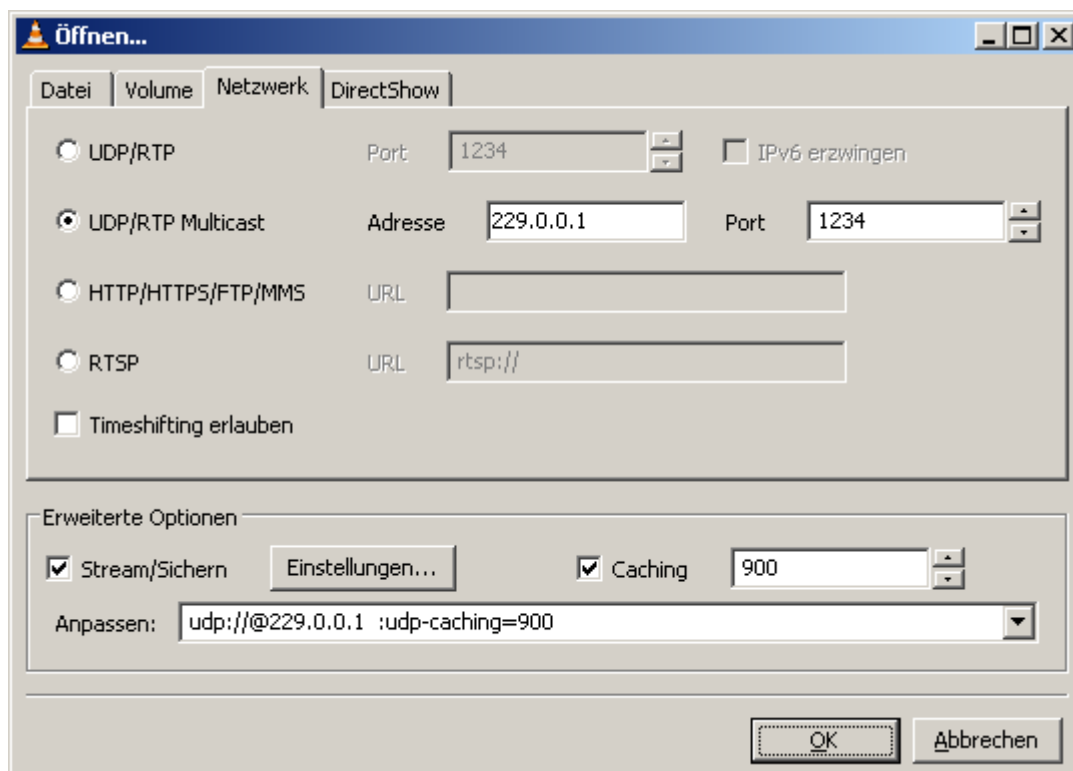 Öffnen...
Datei Volume Netzwerk DirectShow
UDP/RTP Port 1234 IPv6 erzwingen
UDP/RTP Multicast Adresse 229.0.0.1 Port 1234
HTTP/HTTPS/FTP/MMS URL
RTSP URL rtsp://
Timeshifting erlauben
Erweiterte Optionen
Stream/Sichern Einstellungen... Caching 900
Anpassen: udp://@229.0.0.1 :udp-caching=900
OK Abbrechen